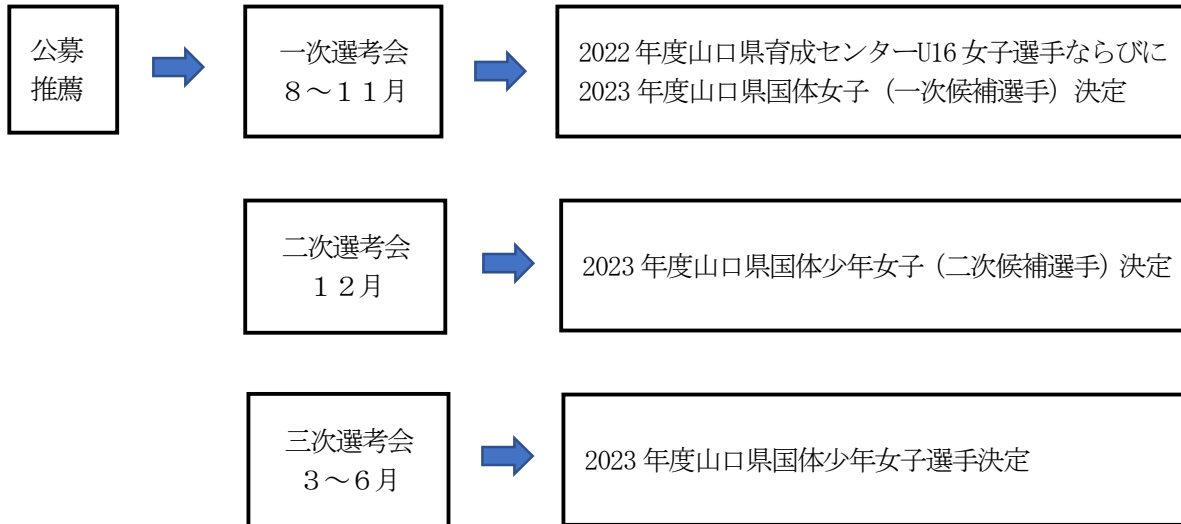 公募
推薦
一次選考会
８～１１月
2022 年度山口県育成センターU16 女子選手ならびに
2023 年度山口県国体女子（一次候補選手）決定
二次選考会
１２月
2023 年度山口県国体少年女子（二次候補選手）決定
三次選考会
３～６月
2023 年度山口県国体少年女子選手決定